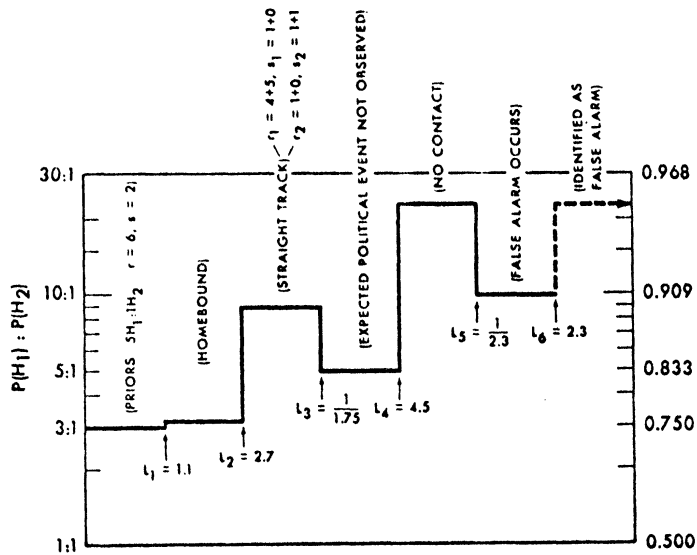 r₁ = 4+5, s₁ = 1+0
r₂ = 1+0, s₂ = 1+1
(PRIORS 5H₁:1H₂ r = 6, s = 2)
(HOMEBOUND)
(STRAIGHT TRACK)
(EXPECTED POLITICAL EVENT NOT OBSERVED)
(NO CONTACT)
(FALSE ALARM OCCURS)
(IDENTIFIED AS
FALSE ALARM)
P(H₁) : P(H₂)
30:1
10:1
5:1
3:1
1:1
0.968
0.909
0.833
0.750
0.500
L₁ = 1.1
L₂ = 2.7
L₃ = 1/1.75
L₄ = 4.5
L₅ = 1/2.3
L₆ = 2.3